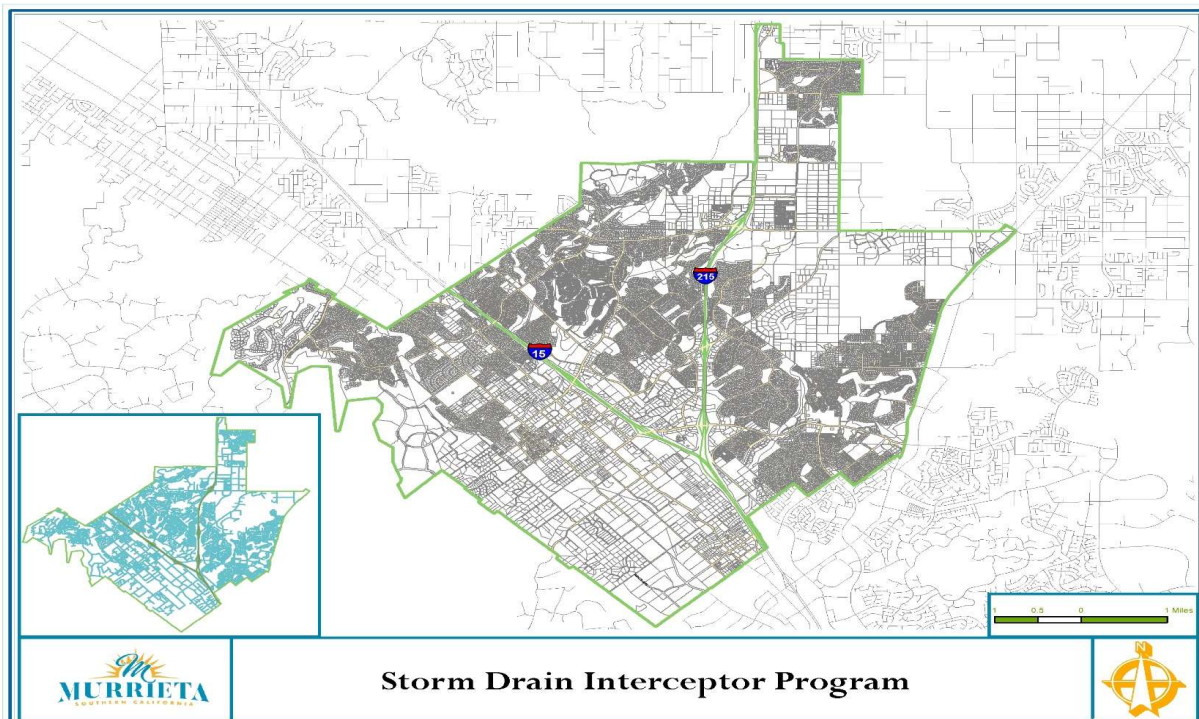 215
15
1 0.5 0 1 Miles
M
MURRIETA
SOUTHERN CALIFORNIA
Storm Drain Interceptor Program
N